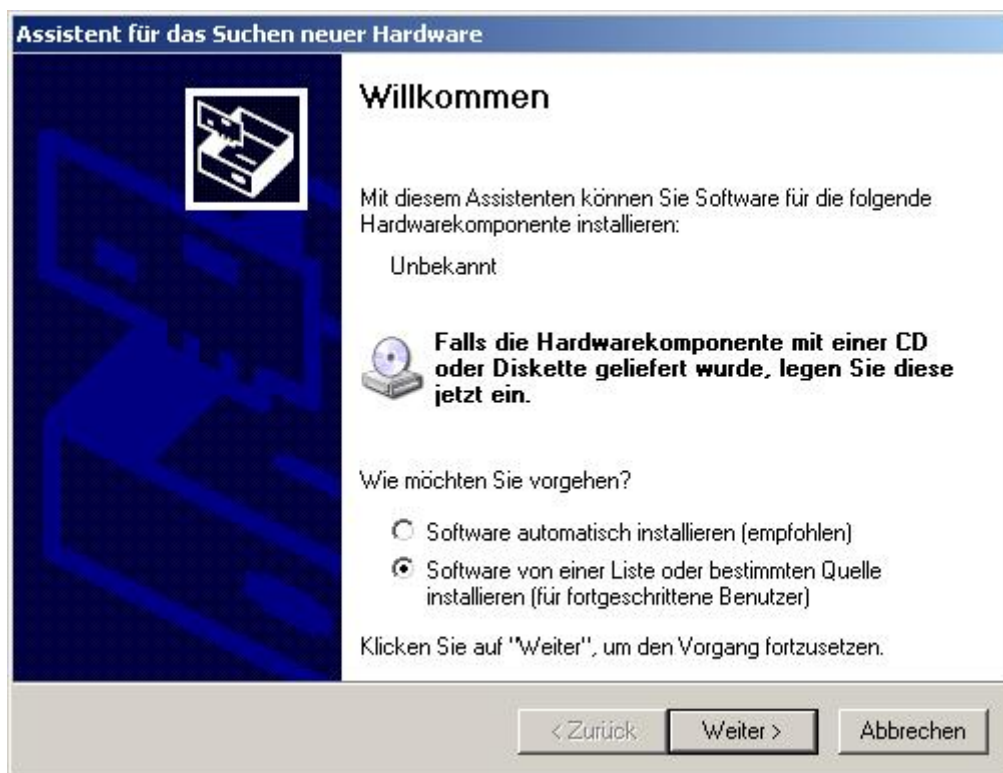 Assistent für das Suchen neuer Hardware
Willkommen
Mit diesem Assistenten können Sie Software für die folgende
Hardwarekomponente installieren:
Unbekannt
Falls die Hardwarekomponente mit einer CD
oder Diskette geliefert wurde, legen Sie diese
jetzt ein.
Wie möchten Sie vorgehen?
Software automatisch installieren (empfohlen)
Software von einer Liste oder bestimmten Quelle
installieren (für fortgeschrittene Benutzer)
Klicken Sie auf "Weiter", um den Vorgang fortzusetzen.
< Zurück Weiter > Abbrechen